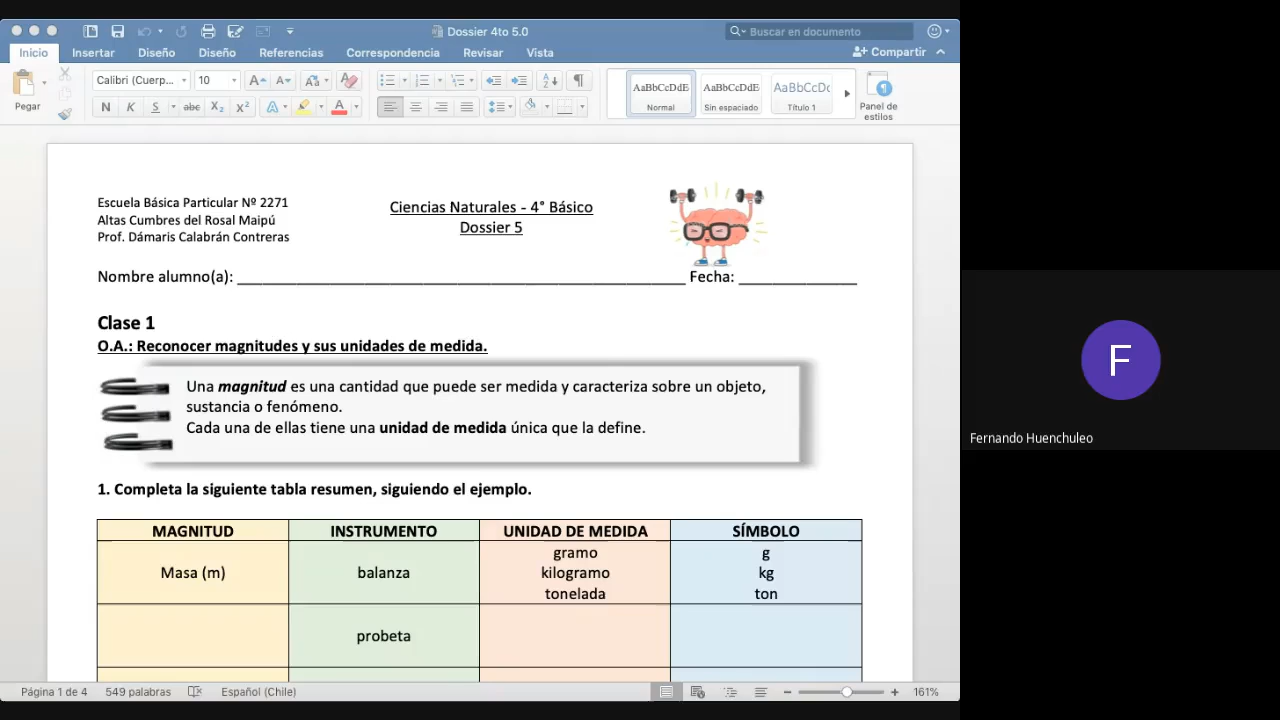 Dossier 4to 5.0
Buscar en documento
Inicio
Insertar
Diseño
Diseño
Referencias
Correspondencia
Revisar
Vista
Compartir
Pegar
Calibri (Cuerp...
10
N K S abc X₂ X²
AaBbCcDdE
Normal
AaBbCcDdE
Sin espaciado
AaBbCcDc
Título 1
Panel de
estilos
Escuela Básica Particular Nº 2271
Altas Cumbres del Rosal Maipú
Prof. Dámaris Calabrán Contreras
Ciencias Naturales - 4° Básico
Dossier 5
Nombre alumno(a): ______________________________________________________ Fecha: ______________
Clase 1
O.A.: Reconocer magnitudes y sus unidades de medida.
Una magnitud es una cantidad que puede ser medida y caracteriza sobre un objeto,
sustancia o fenómeno.
Cada una de ellas tiene una unidad de medida única que la define.
1. Completa la siguiente tabla resumen, siguiendo el ejemplo.
MAGNITUD INSTRUMENTO UNIDAD DE MEDIDA SÍMBOLO
Masa (m)
balanza
gramo
kilogramo
tonelada
g
kg
ton
probeta
Página 1 de 4
549 palabras
Español (Chile)
161%
F
Fernando Huenchuleo